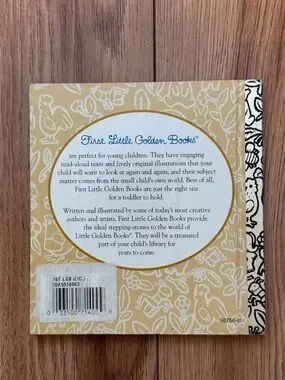 First Little Golden Books®
are perfect for young children. They have engaging
read-aloud texts and lively original illustrations that your
child will want to look at again and again, and their subject
matter comes from the small child's own world. Best of all,
First Little Golden Books are just the right size
for a toddler to hold.
Written and illustrated by some of today's most creative
authors and artists, First Little Golden Books provide
the ideal stepping-stones to the world of
Little Golden Books®. They will be a treasured
part of your child's library for
years to come.
1ST LGB (LIC.)